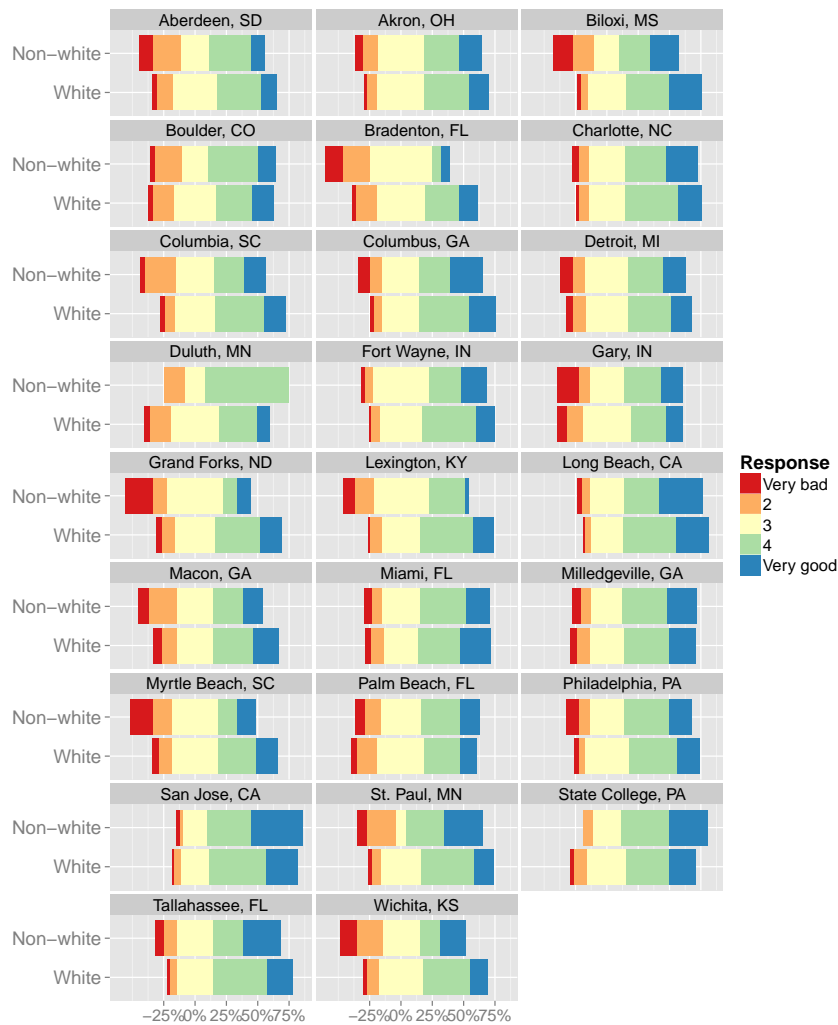 Aberdeen, SD Akron, OH Biloxi, MS
Non−white
White
Boulder, CO Bradenton, FL Charlotte, NC
Non−white
White
Columbia, SC Columbus, GA Detroit, MI
Non−white
White
Duluth, MN Fort Wayne, IN Gary, IN
Non−white
White
Grand Forks, ND Lexington, KY Long Beach, CA
Non−white
White
Macon, GA Miami, FL Milledgeville, GA
Non−white
White
Myrtle Beach, SC Palm Beach, FL Philadelphia, PA
Non−white
White
San Jose, CA St. Paul, MN State College, PA
Non−white
White
Tallahassee, FL Wichita, KS
Non−white
White
−25% 0% 25% 50% 75% −25% 0% 25% 50% 75%
Response
Very bad
2
3
4
Very good